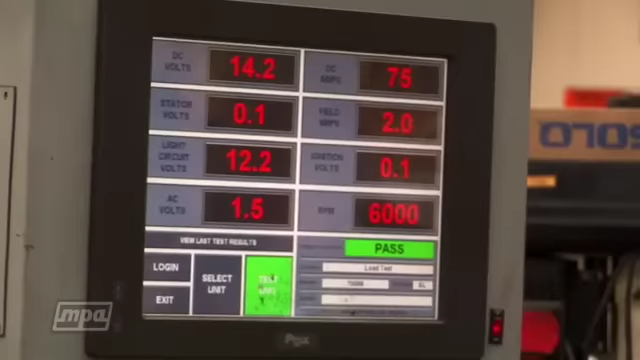 DC VOLTS 14.2
DC AMPS 75
STATOR VOLTS 0.1
FIELD AMPS 2.0
LIGHT CIRCUIT VOLTS 12.2
IGNITION VOLTS 0.1
AC VOLTS 1.5
RPM 6000
VIEW LAST TEST RESULTS
PASS
LOGIN
SELECT UNIT
TEST UNIT
Load Test
EXIT
mpa